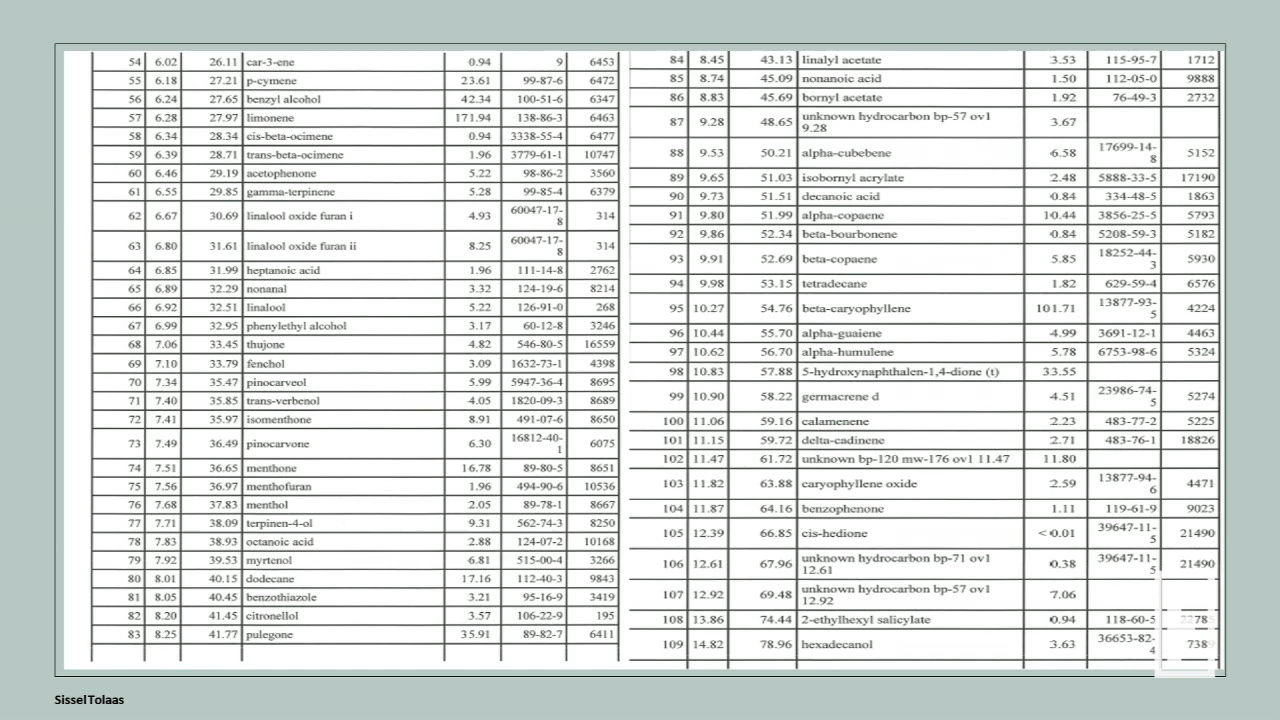 54 6.02 26.11 car-3-ene 0.94 9 6453
55 6.18 27.21 p-cymene 23.61 99-87-6 6472
56 6.24 27.65 benzyl alcohol 42.34 100-51-6 6347
57 6.28 27.97 limonene 171.94 138-86-3 6463
58 6.34 28.34 cis-beta-ocimene 0.94 3338-55-4 6477
59 6.39 28.71 trans-beta-ocimene 1.96 3779-61-1 10747
60 6.46 29.19 acetophenone 5.22 98-86-2 3560
61 6.55 29.85 gamma-terpinene 5.28 99-85-4 6379
62 6.67 30.69 linalool oxide furan i 4.93 60047-17-
8 314
63 6.80 31.61 linalool oxide furan ii 8.25 60047-17-
8 314
64 6.85 31.99 heptanoic acid 1.96 111-14-8 2762
65 6.89 32.29 nonanal 3.32 124-19-6 8214
66 6.92 32.51 linalool 5.22 126-91-0 268
67 6.99 32.95 phenylethyl alcohol 3.17 60-12-8 3246
68 7.06 33.45 thujone 4.82 546-80-5 16559
69 7.10 33.79 fenchol 3.09 1632-73-1 4398
70 7.34 35.47 pinocarveol 5.99 5947-36-4 8695
71 7.40 35.85 trans-verbenol 4.05 1820-09-3 8689
72 7.41 35.97 isomenthone 8.91 491-07-6 8650
73 7.49 36.49 pinocarvone 6.30 16812-40-
1 6075
74 7.51 36.65 menthone 16.78 89-80-5 8651
75 7.56 36.97 menthofuran 1.96 494-90-6 10536
76 7.68 37.83 menthol 2.05 89-78-1 8667
77 7.71 38.09 terpinen-4-ol 9.31 562-74-3 8250
78 7.83 38.93 octanoic acid 2.88 124-07-2 10168
79 7.92 39.53 myrtenol 6.81 515-00-4 3266
80 8.01 40.15 dodecane 17.16 112-40-3 9843
81 8.05 40.45 benzothiazole 3.21 95-16-9 3419
82 8.20 41.45 citronellol 3.57 106-22-9 195
83 8.25 41.77 pulegone 35.91 89-82-7 6411
84 8.45 43.13 linalyl acetate 3.53 115-95-7 1712
85 8.74 45.09 nonanoic acid 1.50 112-05-0 9888
86 8.83 45.69 bornyl acetate 1.92 76-49-3 2732
87 9.28 48.65 unknown hydrocarbon bp-57 ov1
9.28 3.67
88 9.53 50.21 alpha-cubebene 6.58 17699-14-
8 5152
89 9.65 51.03 isobornyl acrylate 2.48 5888-33-5 17190
90 9.73 51.51 decanoic acid 0.84 334-48-5 1863
91 9.80 51.99 alpha-copaene 10.44 3856-25-5 5793
92 9.86 52.34 beta-bourbonene 0.84 5208-59-3 5182
93 9.91 52.69 beta-copaene 5.85 18252-44-
3 5930
94 9.98 53.15 tetradecane 1.82 629-59-4 6576
95 10.27 54.76 beta-caryophyllene 101.71 13877-93-
5 4224
96 10.44 55.70 alpha-guaiene 4.99 3691-12-1 4463
97 10.62 56.70 alpha-humulene 5.78 6753-98-6 5324
98 10.83 57.88 5-hydroxynaphthalen-1,4-dione (t) 33.55
99 10.90 58.22 germacrene d 4.51 23986-74-
5 5274
100 11.06 59.16 calamenene 2.23 483-77-2 5225
101 11.15 59.72 delta-cadinene 2.71 483-76-1 18826
102 11.47 61.72 unknown bp-120 mw-176 ov1 11.47 11.80
103 11.82 63.88 caryophyllene oxide 2.59 13877-94-
6 4471
104 11.87 64.16 benzophenone 1.11 119-61-9 9023
105 12.39 66.85 cis-hedione <0.01 39647-11-
5 21490
106 12.61 67.96 unknown hydrocarbon bp-71 ov1
12.61 0.38 39647-11-
5 21490
107 12.92 69.48 unknown hydrocarbon bp-57 ov1
12.92 7.06
108 13.86 74.44 2-ethylhexyl salicylate 0.94 118-60-5
109 14.82 78.96 hexadecanol 3.63 36653-82-
4
Sissel Tolaas